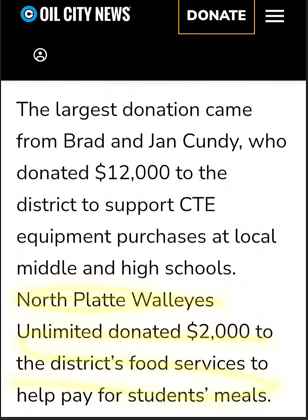 OIL CITY NEWS
DONATE
The largest donation came
from Brad and Jan Cundy, who
donated $12,000 to the
district to support CTE
equipment purchases at local
middle and high schools.
North Platte Walleyes
Unlimited donated $2,000 to
the district’s food services to
help pay for students’ meals.